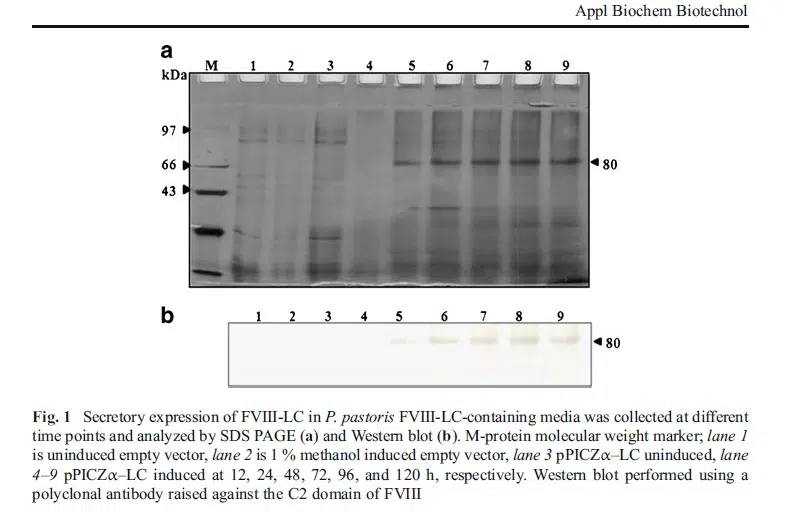 Appl Biochem Biotechnol
a
M 1 2 3 4 5 6 7 8 9
kDa
97
66
43
80
b
1 2 3 4 5 6 7 8 9
80
Fig. 1 Secretory expression of FVIII-LC in P. pastoris FVIII-LC-containing media was collected at different
time points and analyzed by SDS PAGE (a) and Western blot (b). M-protein molecular weight marker; lane 1
is uninduced empty vector, lane 2 is 1 % methanol induced empty vector, lane 3 pPICZα–LC uninduced, lane
4–9 pPICZα–LC induced at 12, 24, 48, 72, 96, and 120 h, respectively. Western blot performed using a
polyclonal antibody raised against the C2 domain of FVIII